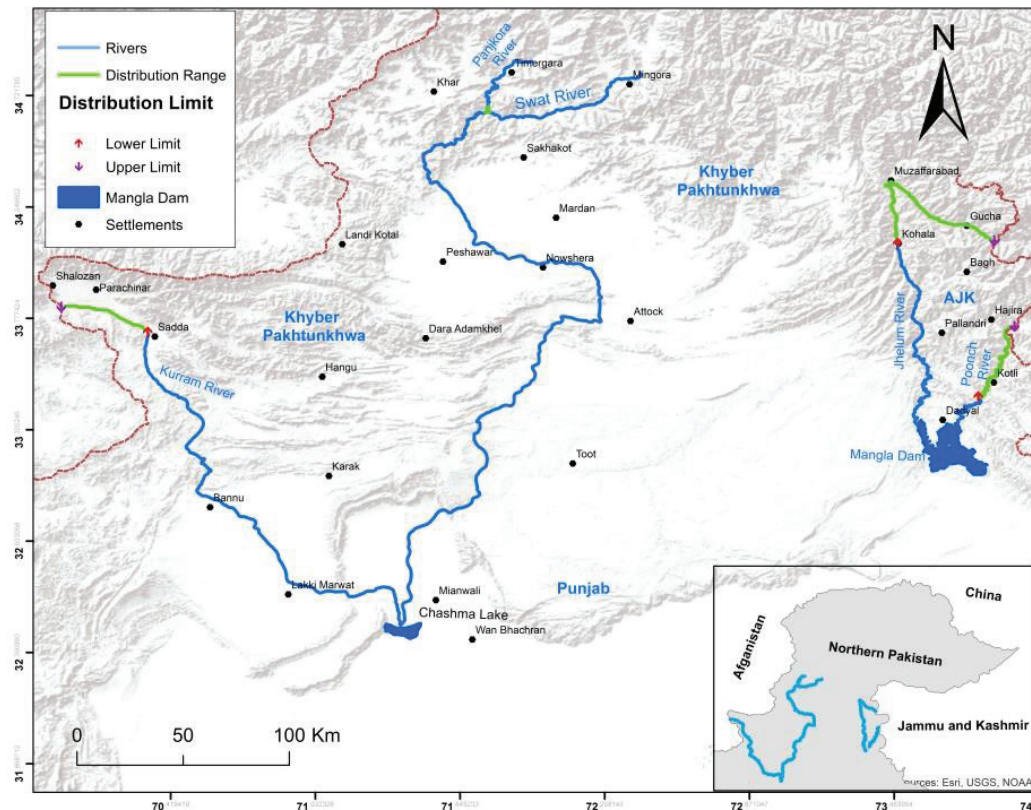 Rivers
Distribution Range
Distribution Limit
Lower Limit
Upper Limit
Mangla Dam
Settlements
N
Panjkora
River
Timergara
Khar
Mingora
Swat River
Sakhakot
Khyber
Pakhtunkhwa
Mardan
Landi Kotal
Peshawar
Nowshera
Muzaffarabad
Gucha
Kohala
Bagh
AJK
Hajira
Pallandri
Jhelum River
Poonch
River
Kotli
Dadyal
Mangla Dam
Shalozan
Parachinar
Sadda
Khyber
Pakhtunkhwa
Dara Adamkhel
Attock
Hangu
Kurram River
Karak
Toot
Bannu
Lakki Marwat
Mianwali
Chashma Lake
Wan Bhachran
Punjab
0 50 100 Km
Afganistan
China
Northern Pakistan
Jammu and Kashmir
ources: Esri, USGS, NOAA
34
34
33
33
32
32
31
70
71
71
72
72
73
74